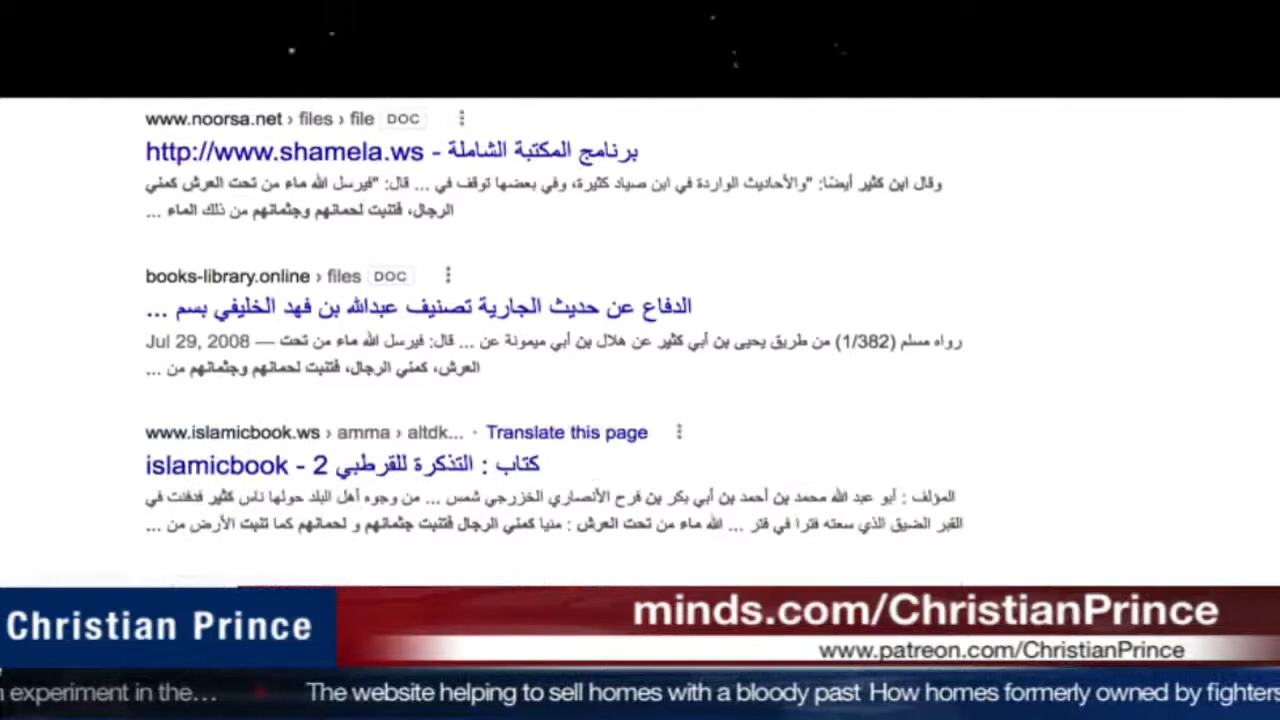 www.noorsa.net › files › file DOC
http://www.shamela.ws - برنامج المكتبة الشاملة
وقال ابن كثير أيضًا: "والأحاديث الواردة في ابن صياد كثيرة، وفي بعضها توقف في ... قال: "فيرسل الله ماء من تحت العرش كمني
الرجال، فتنبت لحمانهم وجثمانهم من ذلك الماء ...
books-library.online › files DOC
الدفاع عن حديث الجارية تصنيف عبدالله بن فهد الخليفي بسم ...
Jul 29, 2008 — رواه مسلم (1/382) من طريق يحيى بن أبي كثير عن هلال بن أبي ميمونة عن ... قال: فيرسل الله ماء من تحت
العرش، كمني الرجال، فتنبت لحمانهم وجثمانهم من ...
www.islamicbook.ws › amma › altdk... · Translate this page
islamicbook - 2 كتاب : التذكرة للقرطبي
المؤلف : أبو عبد الله محمد بن أحمد بن أبي بكر بن فرح الأنصاري الخزرجي شمس ... من وجوه أهل البلد حولها ناس كثير فدفنت في
القبر الضيق الذي سعته فترا في فتر ... الله ماء من تحت العرش : منيا كمني الرجال فتنبت جثمانهم و لحمانهم كما تنبت الأرض من ...
Christian Prince
minds.com/ChristianPrince
www.patreon.com/ChristianPrince
experiment in the... The website helping to sell homes with a bloody past How homes formerly owned by fighters